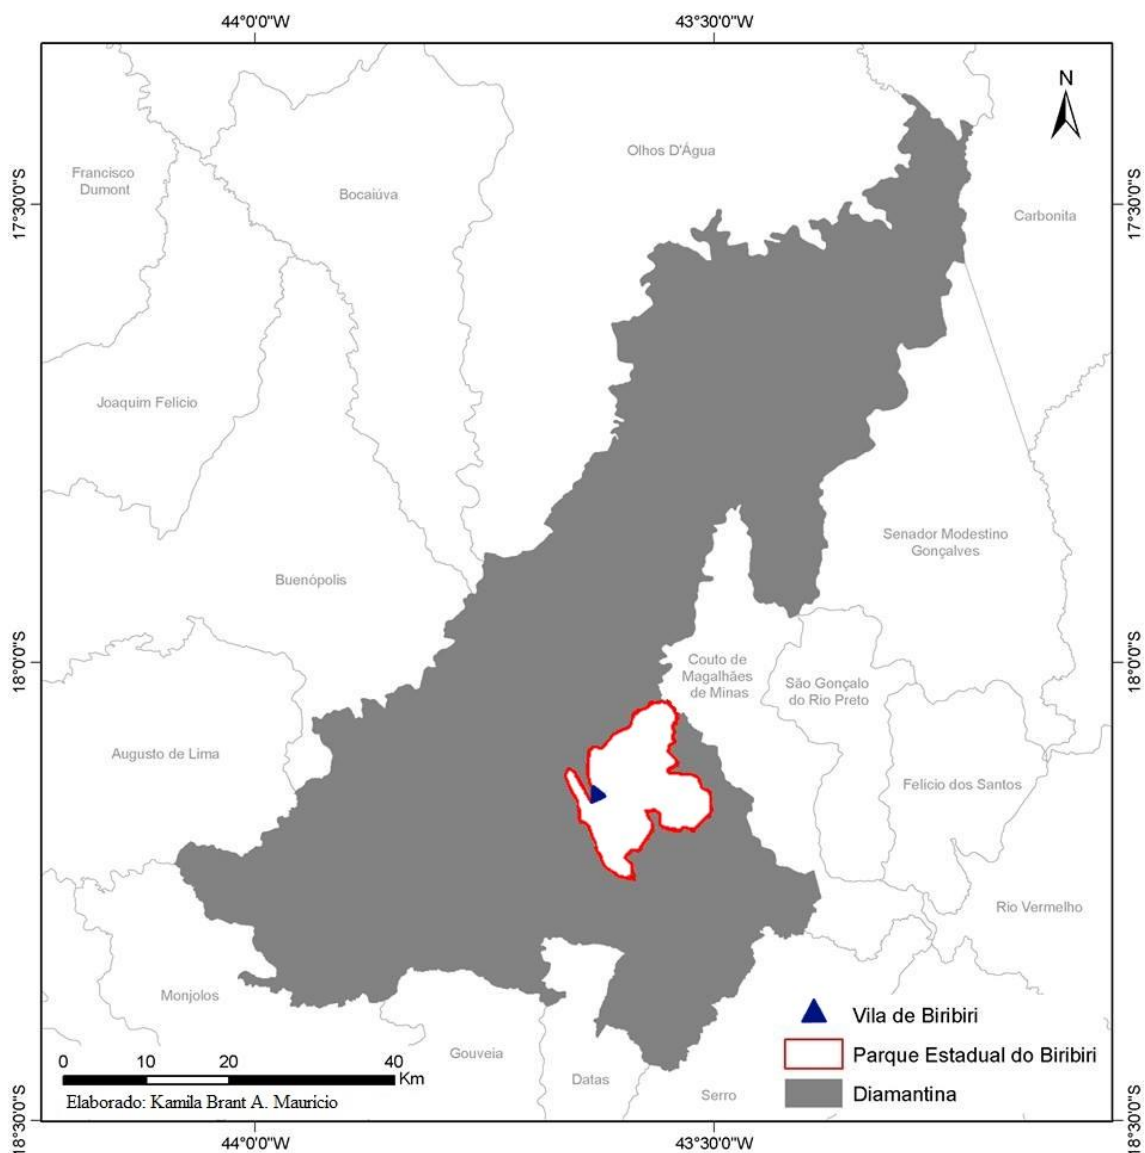 44°0'0"W
43°30'0"W
N
Francisco
Dumont
Olhos D'Água
Bocaiúva
17°30'0"S
17°30'0"S
Carbonita
Joaquim Felício
Senador Modestino
Gonçalves
Buenópolis
18°0'0"S
18°0'0"S
Couto de
Magalhães
de Minas
São Gonçalo
do Rio Preto
Augusto de Lima
Felício dos Santos
Rio Vermelho
Monjolos
Gouveia
Datas
Serro
Vila de Biribiri
Parque Estadual do Biribiri
Diamantina
0 10 20 40
Km
Elaborado: Kamila Brant A. Mauricio
18°30'0"S
18°30'0"S
44°0'0"W
43°30'0"W